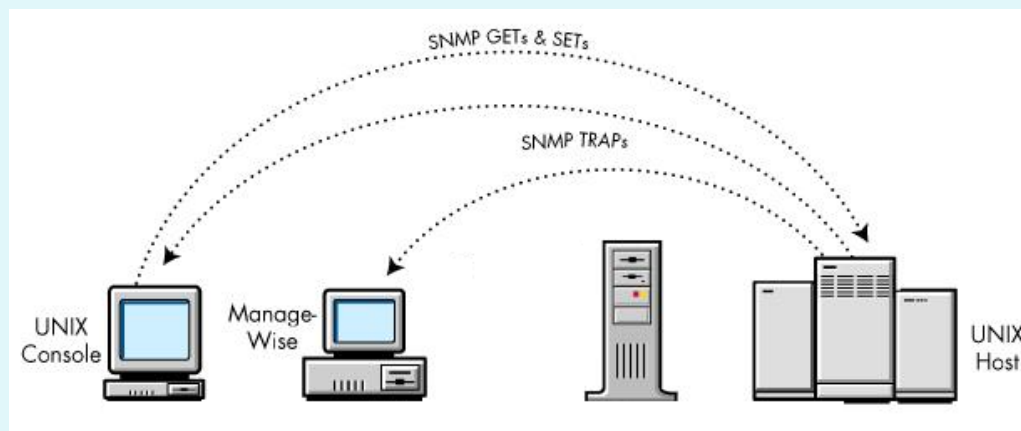 SNMP GETs & SETs
SNMP TRAPs
UNIX
Console
Manage-
Wise
UNIX
Host